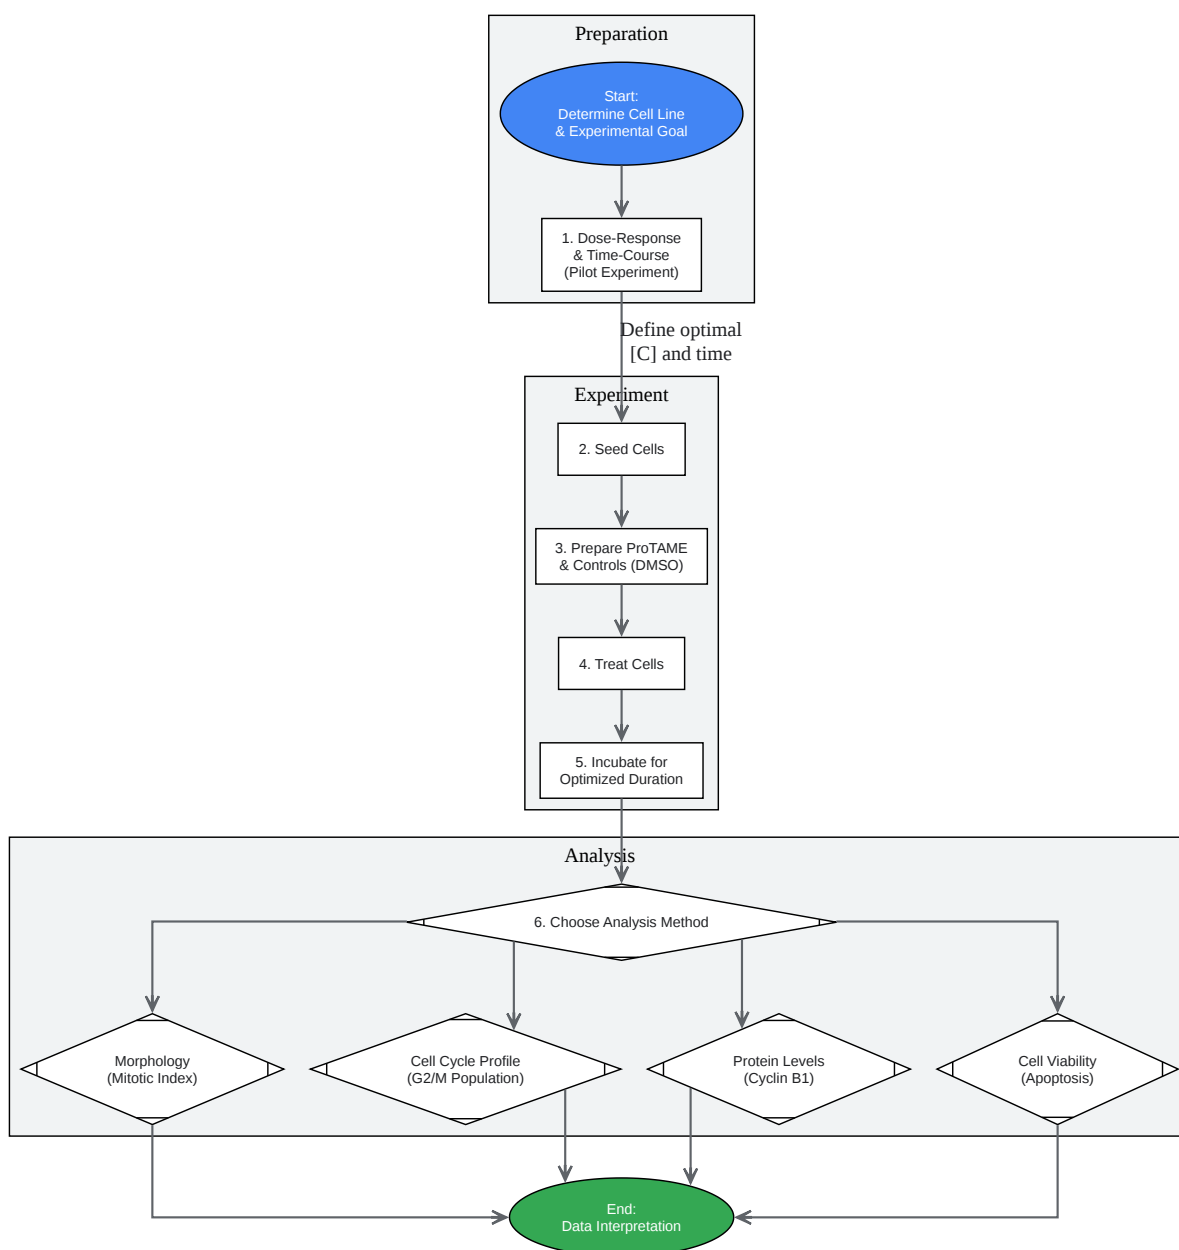 Preparation
Start:
Determine Cell Line
& Experimental Goal
1. Dose-Response
& Time-Course
(Pilot Experiment)
Define optimal
[C] and time
Experiment
2. Seed Cells
3. Prepare ProTAME
& Controls (DMSO)
4. Treat Cells
5. Incubate for
Optimized Duration
Analysis
6. Choose Analysis Method
Morphology
(Mitotic Index)
Cell Cycle Profile
(G2/M Population)
Protein Levels
(Cyclin B1)
Cell Viability
(Apoptosis)
End:
Data Interpretation